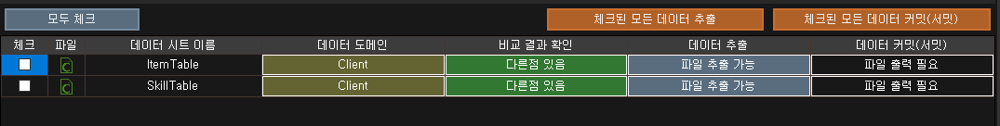 모두 체크 체크된 모든 데이터 추출 체크된 모든 데이터 커밋(서밋)
체크 파일 데이터 시트 이름 데이터 도메인 비교 결과 확인 데이터 추출 데이터 커밋(서밋)
C ItemTable Client 다른점 있음 파일 추출 가능 파일 출력 필요
C SkillTable Client 다른점 있음 파일 추출 가능 파일 출력 필요